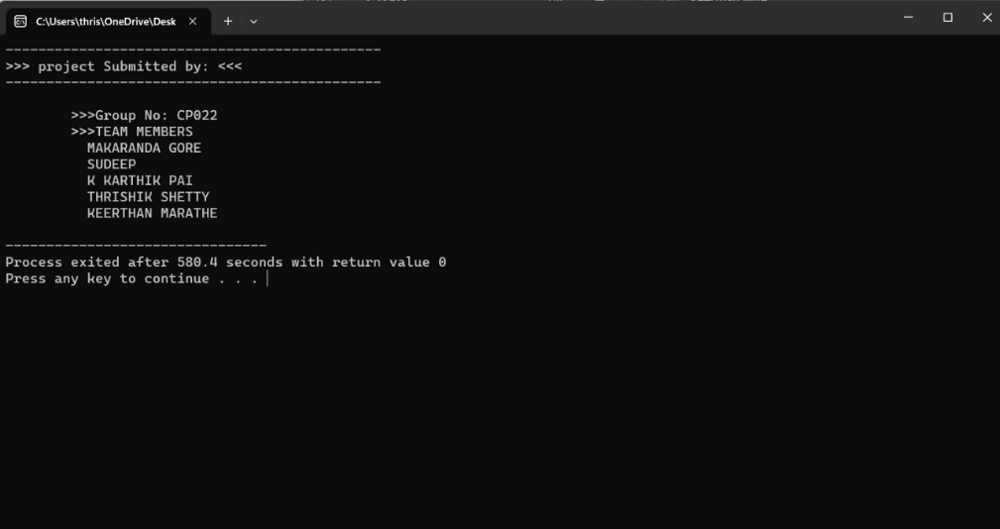 C:\Users\thris\OneDrive\Desk
----------------------------------------------
>>> project Submitted by: <<<
----------------------------------------------
>>>Group No: CP022
>>>TEAM MEMBERS
MAKARANDA GORE
SUDEEP
K KARTHIK PAI
THRISHIK SHETTY
KEERTHAN MARATHE
--------------------------------
Process exited after 580.4 seconds with return value 0
Press any key to continue . . .